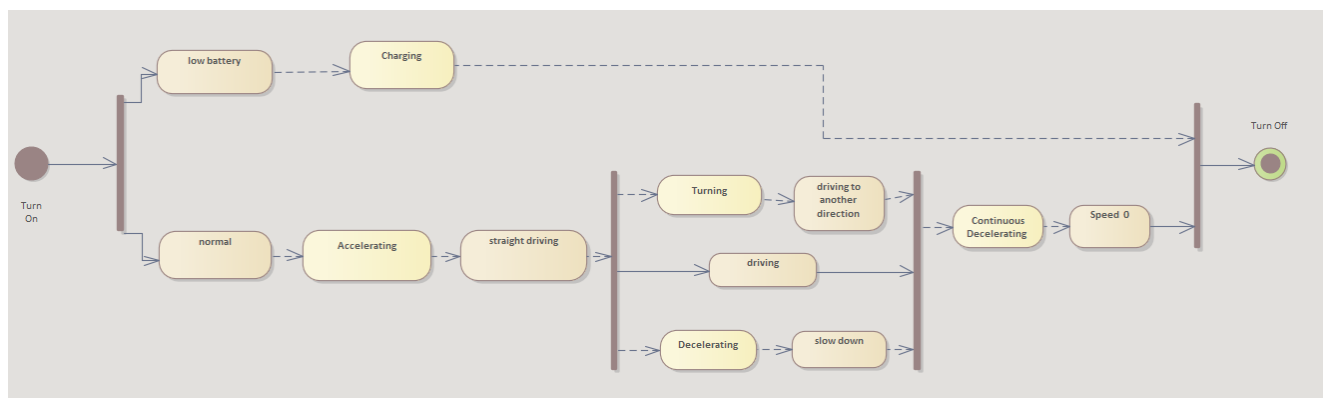 low battery
Charging
Turn Off
Turn
On
normal
Accelerating
straight driving
Turning
driving to
another
direction
driving
Decelerating
slow down
Continuous
Decelerating
Speed 0